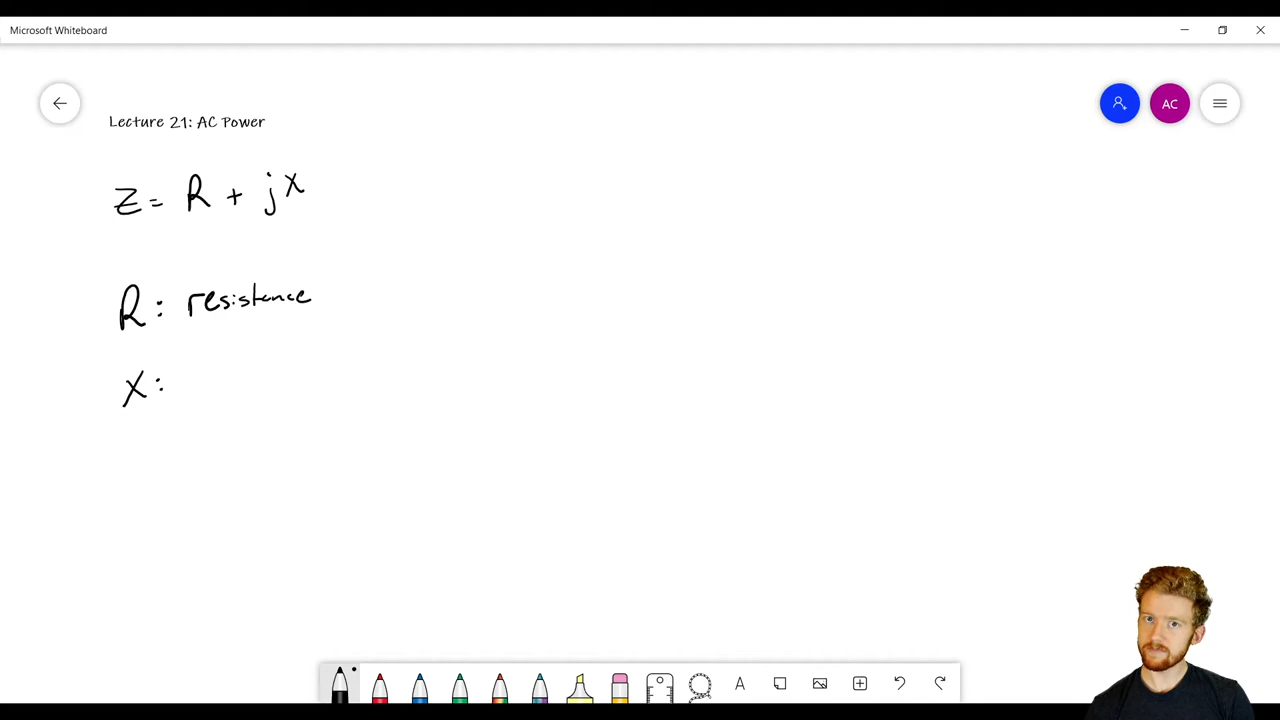 Microsoft Whiteboard
AC
Lecture 21: AC Power
Z = R + jX
R: resistance
X:
A